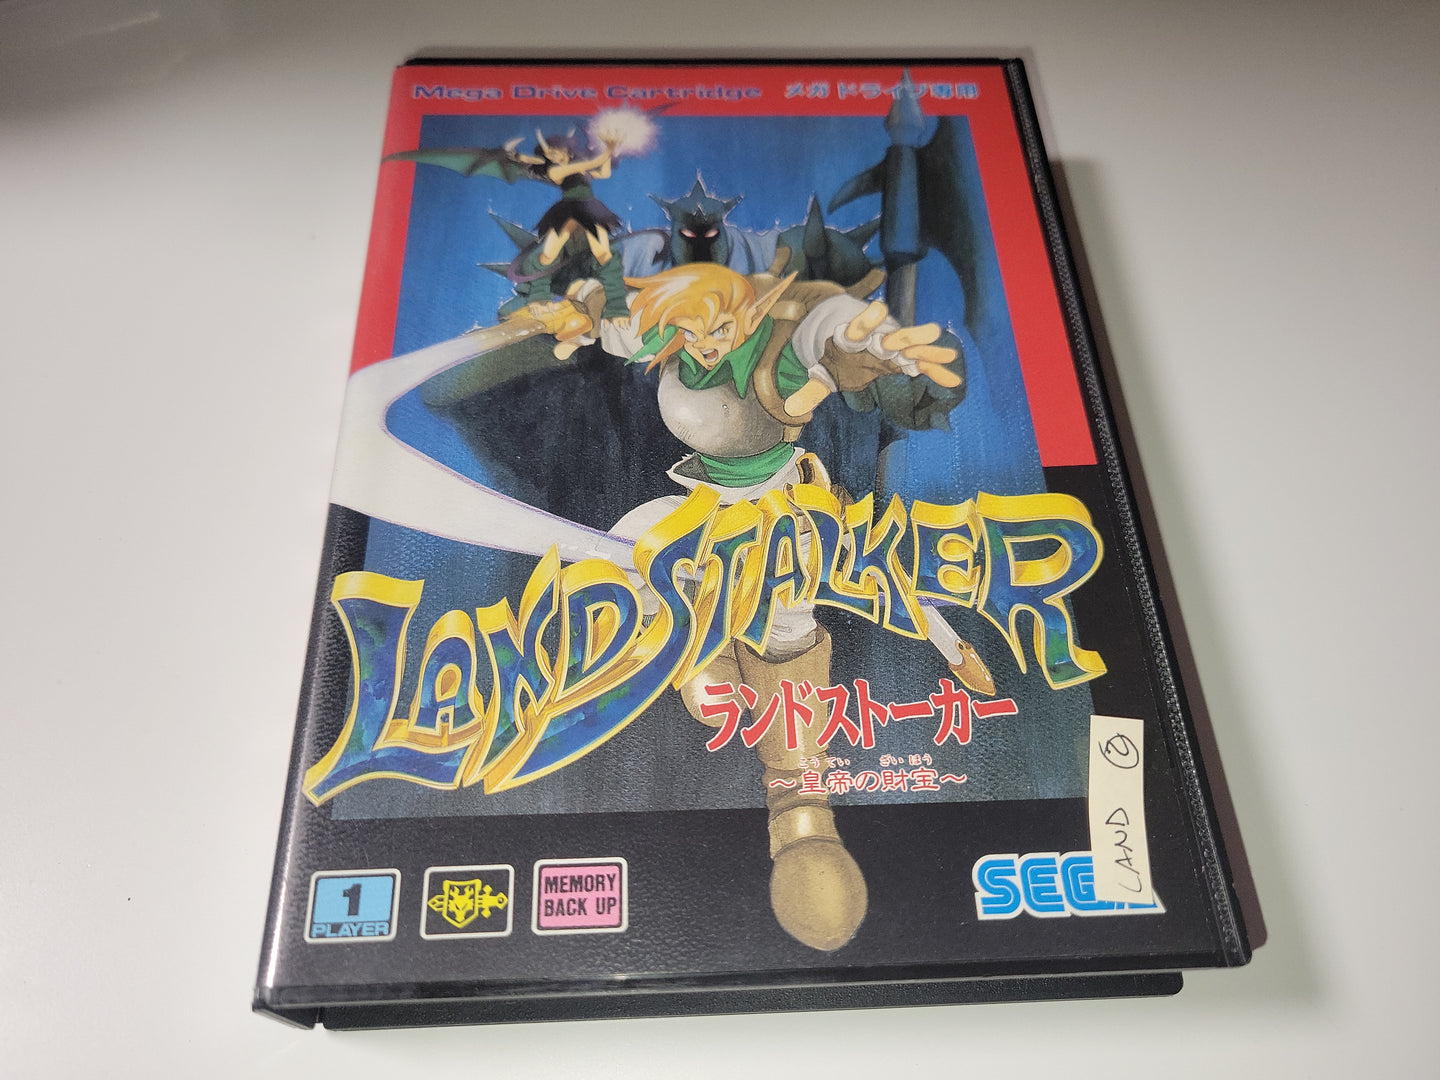 Mega Drive Cartridge メガドライブ専用
LANDSTALKER
ランドストーカー
こうてい ざいほう
～皇帝の財宝～
LAND
1
PLAYER
MEMORY
BACK UP
SEGA